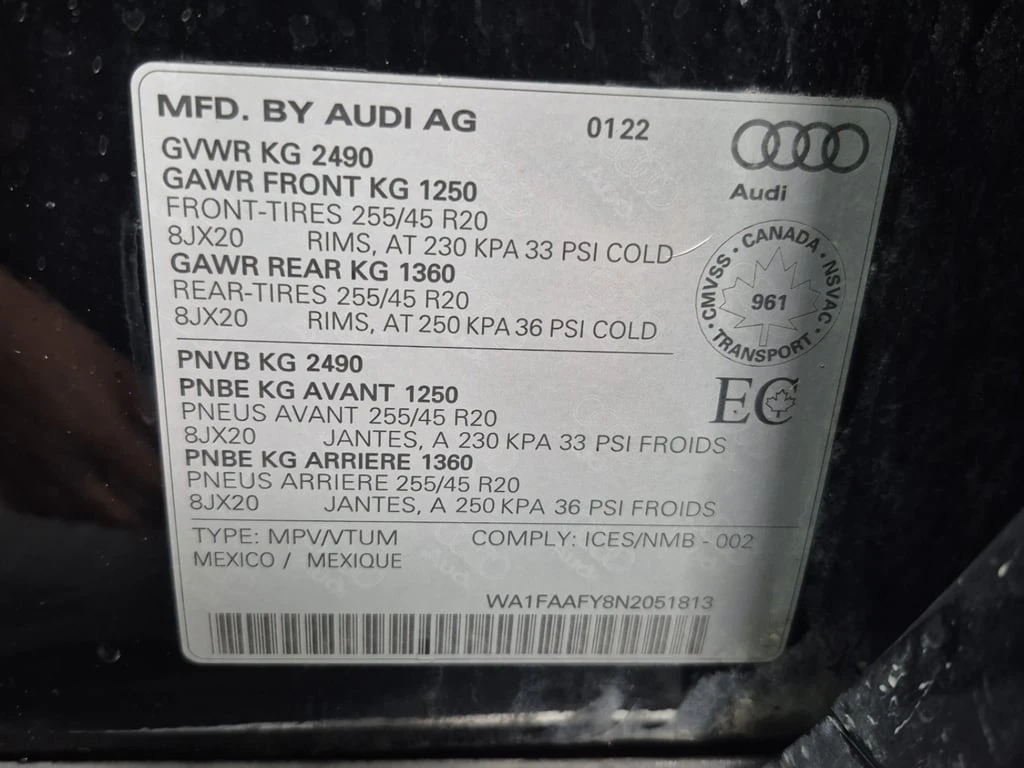 MFD. BY AUDI AG 0122
Audi
GVWR KG 2490
GAWR FRONT KG 1250
FRONT-TIRES 255/45 R20
8JX20 RIMS, AT 230 KPA 33 PSI COLD
GAWR REAR KG 1360
REAR-TIRES 255/45 R20
8JX20 RIMS, AT 250 KPA 36 PSI COLD
CANADA · NSVAC · TRANSPORT · CMVSS ·
961
PNVB KG 2490
PNBE KG AVANT 1250
PNEUS AVANT 255/45 R20
8JX20 JANTES, A 230 KPA 33 PSI FROIDS
PNBE KG ARRIERE 1360
PNEUS ARRIERE 255/45 R20
8JX20 JANTES, A 250 KPA 36 PSI FROIDS
EC
TYPE: MPV/VTUM COMPLY: ICES/NMB - 002
MEXICO / MEXIQUE
WA1FAAFY8N2051813